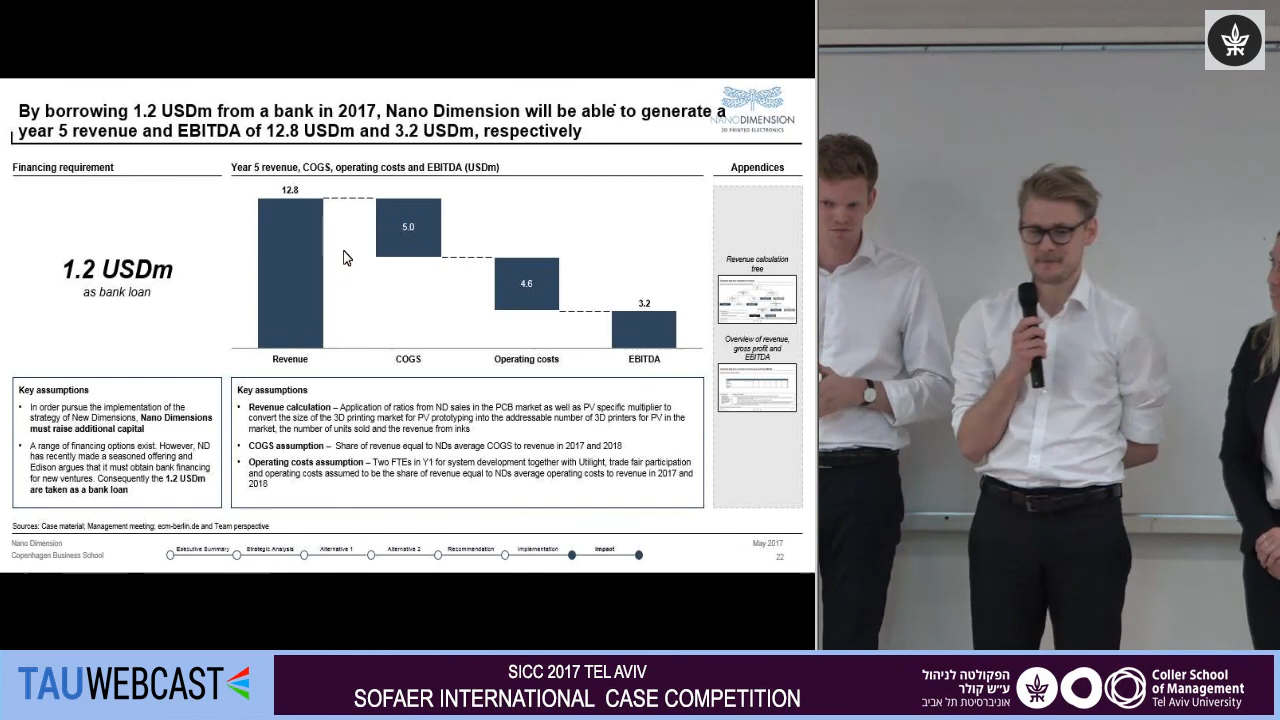 By borrowing 1.2 USDm from a bank in 2017, Nano Dimension will be able to generate a
year 5 revenue and EBITDA of 12.8 USDm and 3.2 USDm, respectively
NANODIMENSION
Financing requirement
Year 5 revenue, COGS, operating costs and EBITDA (USDm)
Appendices
12.8
5.0
4.6
3.2
Revenue
COGS
Operating costs
EBITDA
1.2 USDm
as bank loan
Revenue calculation
tree
Overview of revenue,
gross profit and
EBITDA
Key assumptions
• In order pursue the implementation of the
strategy of New Dimensions, Nano Dimensions
must raise additional capital
• A range of financing options exist. However, ND
has recently made a seasoned offering and
Edison argues that it must obtain bank financing
for new ventures. Consequently the 1.2 USDm
are taken as a bank loan
Key assumptions
• Revenue calculation – Application of ratios from ND sales in the PCB market as well as PV specific multiplier to
convert the size of the 3D printing market for PV prototyping into the addressable number of 3D printers for PV in the
market, the number of units sold and the revenue from inks
• COGS assumption – Share of revenue equal to NDs average COGS to revenue in 2017 and 2018
• Operating costs assumption – Two FTEs in Y1 for system development together with Utilight, trade fair participation
and operating costs assumed to be the share of revenue equal to NDs average operating costs to revenue in 2017 and
2018
Sources: Case material; Management meeting; ecm-berlin.de and Team perspective
Nano Dimension
Copenhagen Business School
Executive Summary
Strategic Analysis
Alternative 1
Alternative 2
Recommendation
Implementation
Impact
May 2017
22
TAUWEBCAST
SICC 2017 TEL AVIV
SOFAER INTERNATIONAL CASE COMPETITION
הפקולטה לניהול
ע״ש קולר
אוניברסיטת תל אביב
Coller School
of Management
Tel Aviv University